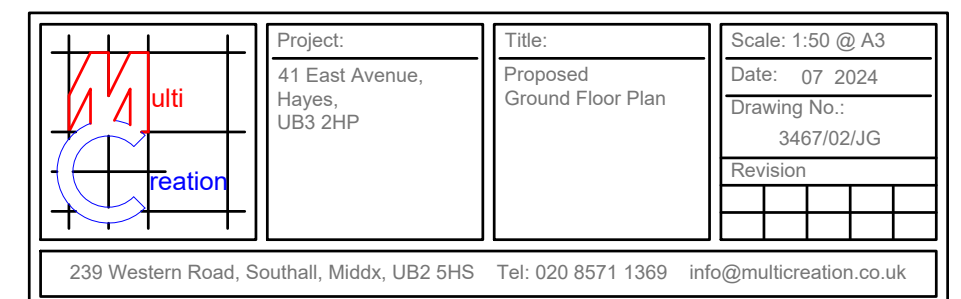 Multi
Creation
Project:
41 East Avenue,
Hayes,
UB3 2HP
Title:
Proposed
Ground Floor Plan
Scale: 1:50 @ A3
Date: 07 2024
Drawing No.:
3467/02/JG
Revision
239 Western Road, Southall, Middx, UB2 5HS Tel: 020 8571 1369 info@multicreation.co.uk